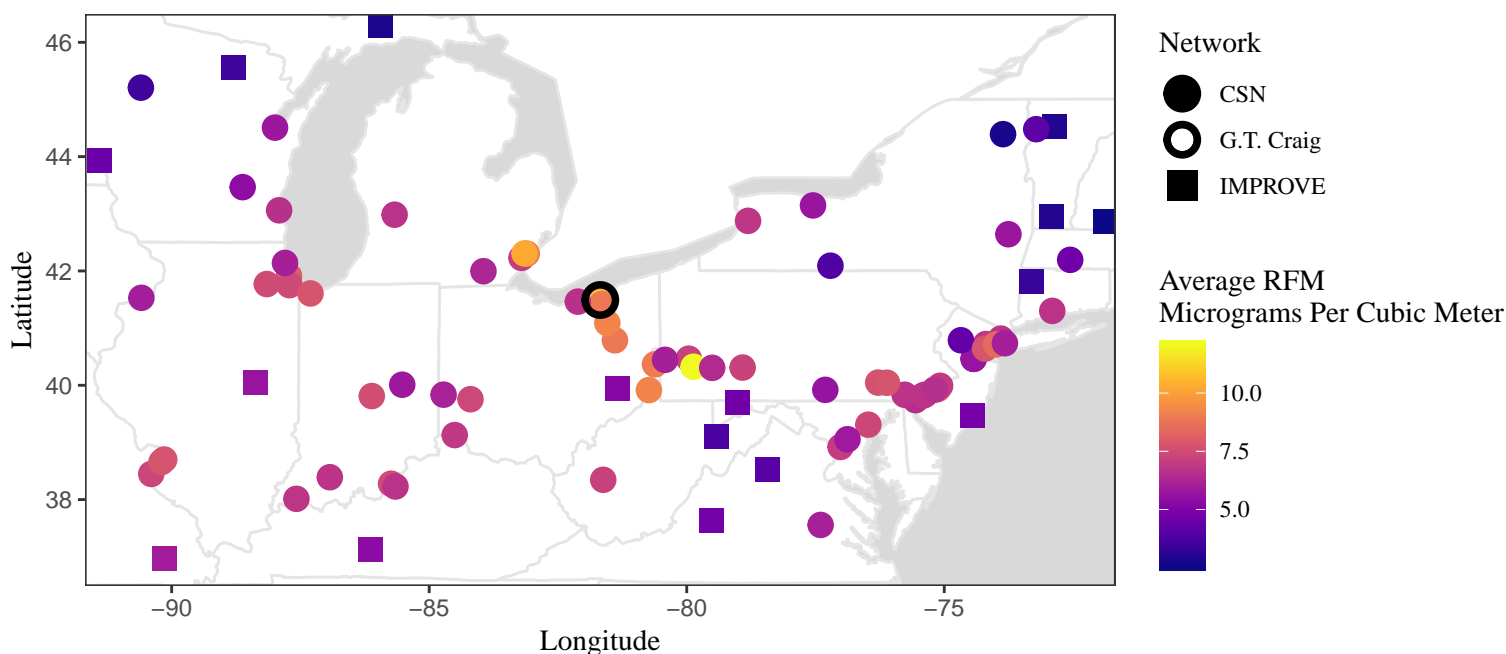 46
44
42
40
38
Latitude
−90
−85
−80
−75
Longitude
Network
CSN
G.T. Craig
IMPROVE
Average RFM
Micrograms Per Cubic Meter
10.0
7.5
5.0